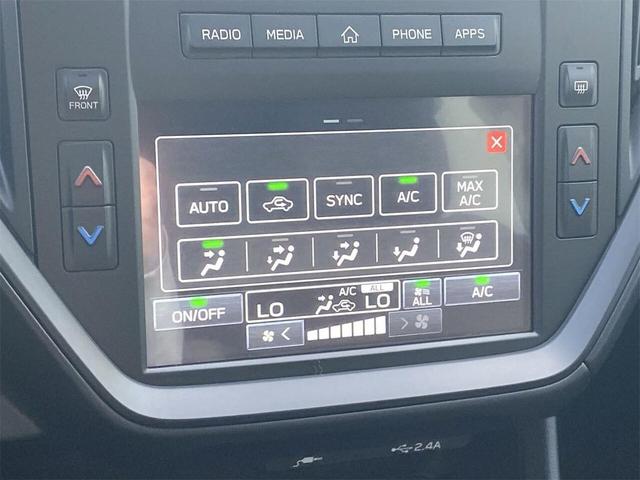 RADIO MEDIA PHONE APPS
FRONT
AUTO SYNC A/C MAX A/C
A/C ALL
ON/OFF LO LO ALL A/C
2.4A